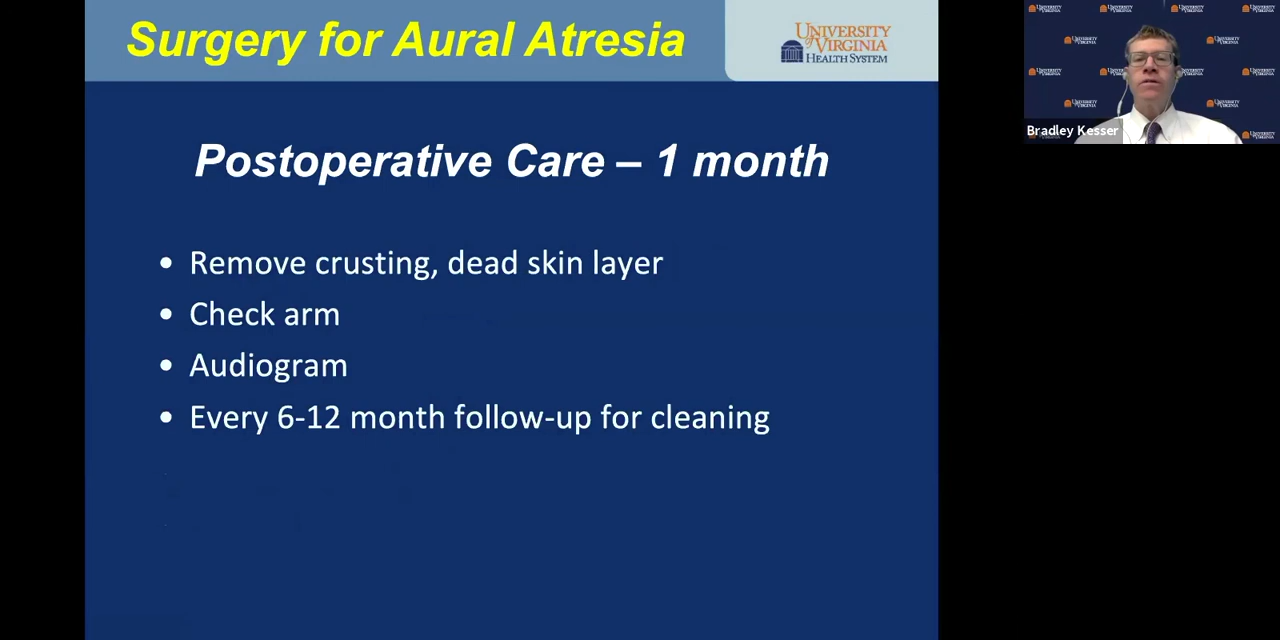 Surgery for Aural Atresia
UNIVERSITY
of VIRGINIA
HEALTH SYSTEM
Bradley Kesser
Postoperative Care – 1 month
• Remove crusting, dead skin layer
• Check arm
• Audiogram
• Every 6-12 month follow-up for cleaning